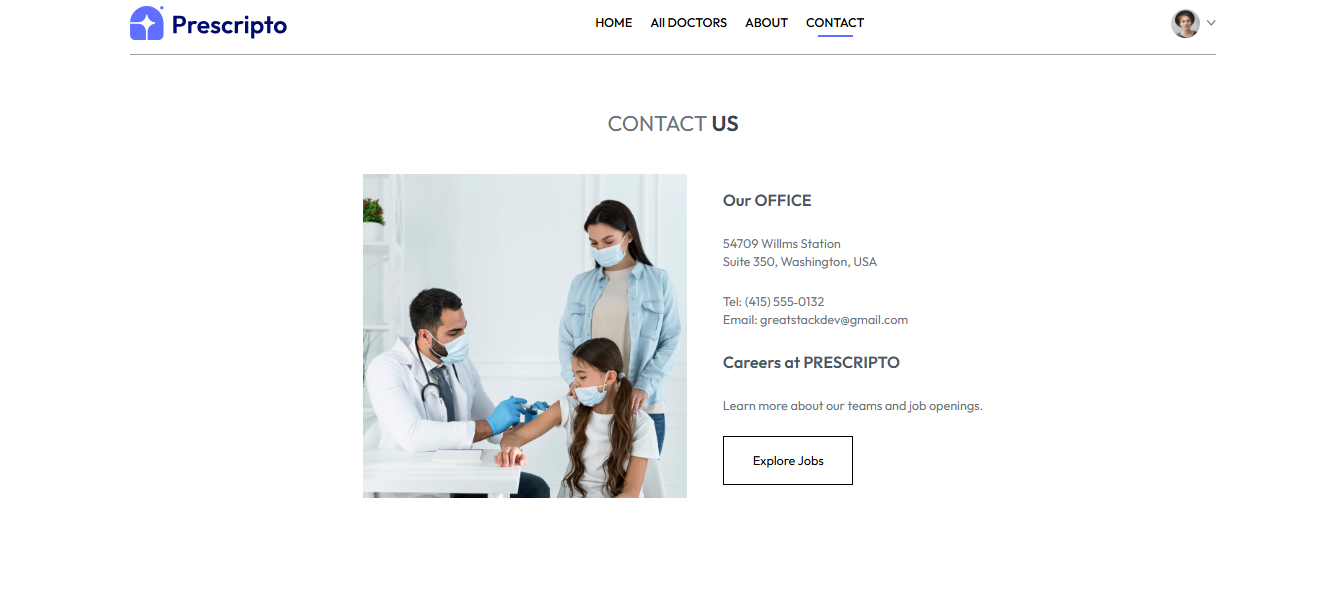 Prescripto
HOME
All DOCTORS
ABOUT
CONTACT
CONTACT US
Our OFFICE
54709 Willms Station
Suite 350, Washington, USA
Tel: (415) 555-0132
Email: greatstackdev@gmail.com
Careers at PRESCRIPTO
Learn more about our teams and job openings.
Explore Jobs